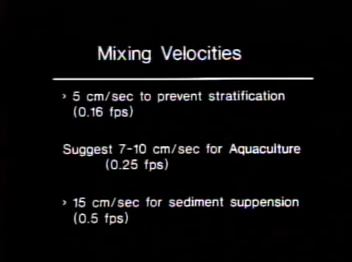 Mixing Velocities
> 5 cm/sec to prevent stratification
(0.16 fps)
Suggest 7-10 cm/sec for Aquaculture
(0.25 fps)
> 15 cm/sec for sediment suppension
(0.5 fps)